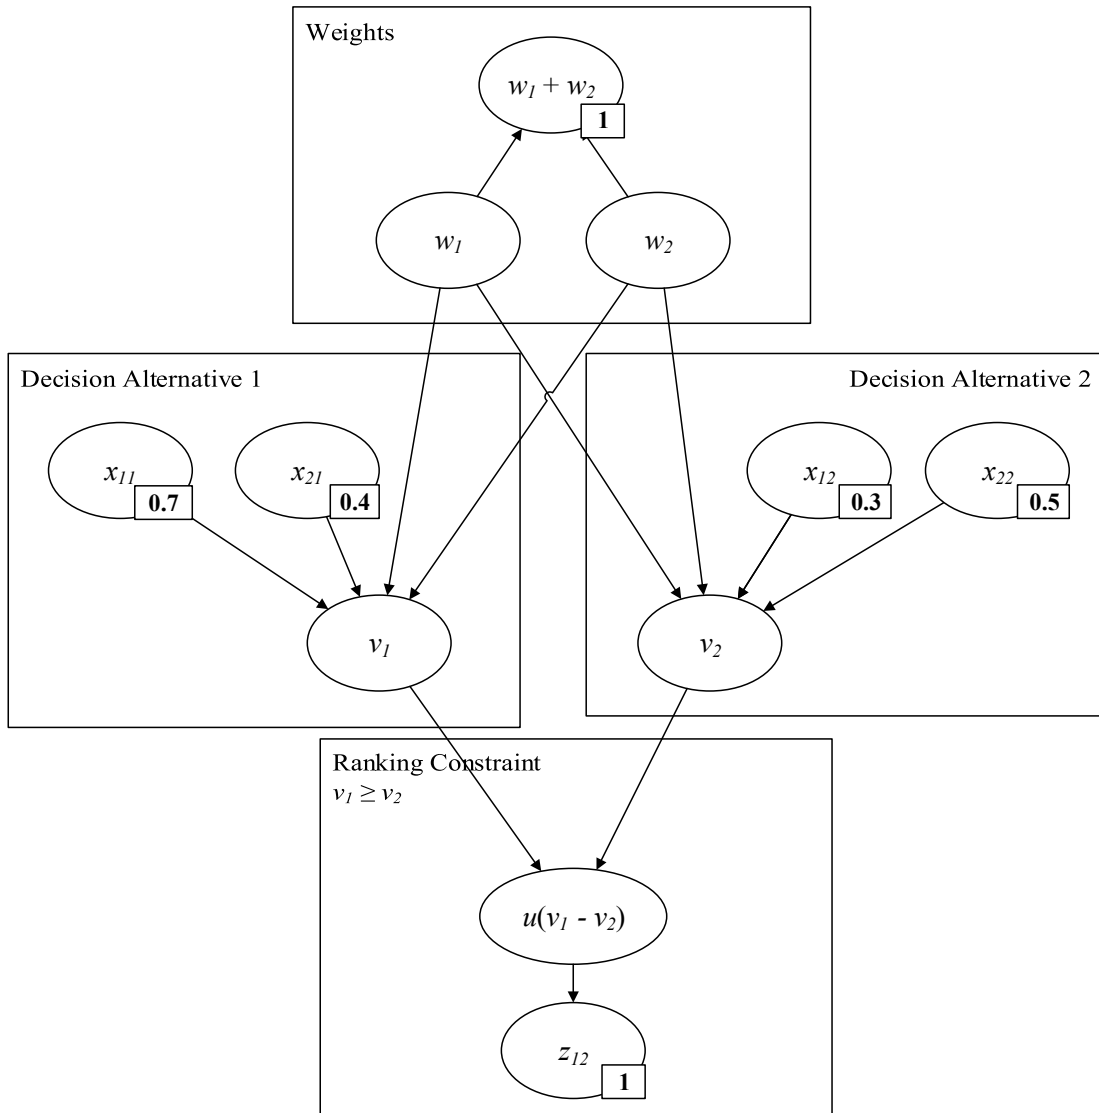 Weights
w1 + w2
1
w1
w2
Decision Alternative 1
x11
0.7
x21
0.4
v1
Decision Alternative 2
x12
0.3
x22
0.5
v2
Ranking Constraint
v1 ≥ v2
u(v1 - v2)
z12
1